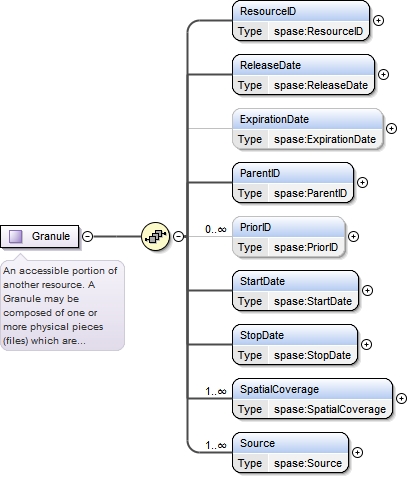 ResourceID
Type spase:ResourceID
ReleaseDate
Type spase:ReleaseDate
ExpirationDate
Type spase:ExpirationDate
ParentID
Type spase:ParentID
Granule
0..∞
PriorID
Type spase:PriorID
An accessible portion of
another resource. A
Granule may be
composed of one or
more physical pieces
(files) which are...
StartDate
Type spase:StartDate
StopDate
Type spase:StopDate
1..∞
SpatialCoverage
Type spase:SpatialCoverage
1..∞
Source
Type spase:Source